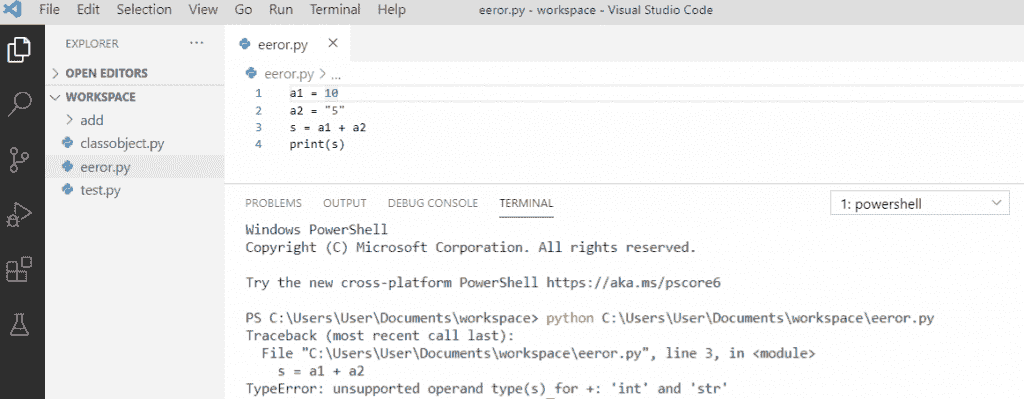 File Edit Selection View Go Run Terminal Help eeror.py - workspace - Visual Studio Code
EXPLORER ...
eeror.py ×
OPEN EDITORS
eeror.py > ...
WORKSPACE
1 a1 = 10
add
2 a2 = "5"
classobject.py
3 s = a1 + a2
eeror.py
4 print(s)
test.py
PROBLEMS OUTPUT DEBUG CONSOLE TERMINAL 1: powershell
Windows PowerShell
Copyright (C) Microsoft Corporation. All rights reserved.
Try the new cross-platform PowerShell https://aka.ms/pscore6
PS C:\Users\User\Documents\workspace> python C:\Users\User\Documents\workspace\eeror.py
Traceback (most recent call last):
File "C:\Users\User\Documents\workspace\eeror.py", line 3, in <module>
s = a1 + a2
TypeError: unsupported operand type(s) for +: 'int' and 'str'